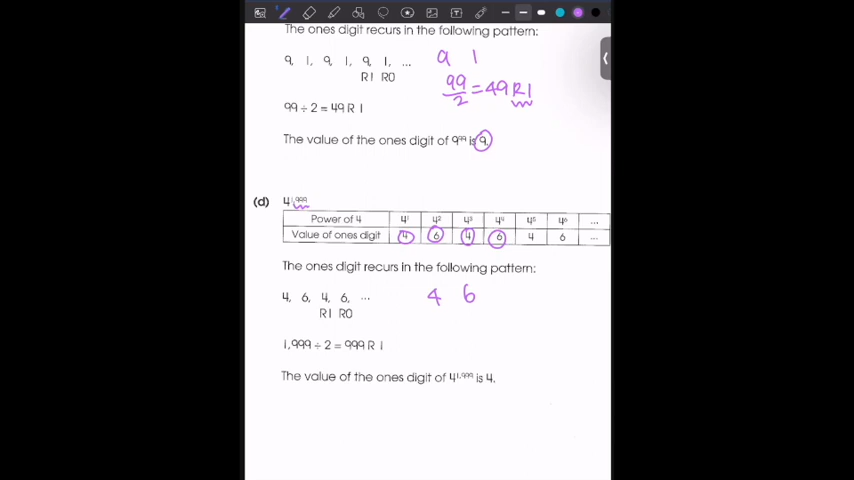 The ones digit recurs in the following pattern:
9, 1, 9, 1, 9, 1, ... 9 1
R1 R0
99/2 = 49 R1
99 ÷ 2 = 49 R 1
The value of the ones digit of 9⁹⁹ is 9.
(d) 4¹,⁹⁹⁹
Power of 4 4¹ 4² 4³ 4⁴ 4⁵ 4⁶ ...
Value of ones digit 4 6 4 6 4 6 ...
The ones digit recurs in the following pattern:
4, 6, 4, 6, ... 4 6
R1 R0
1,999 ÷ 2 = 999 R 1
The value of the ones digit of 4¹,⁹⁹⁹ is 4.